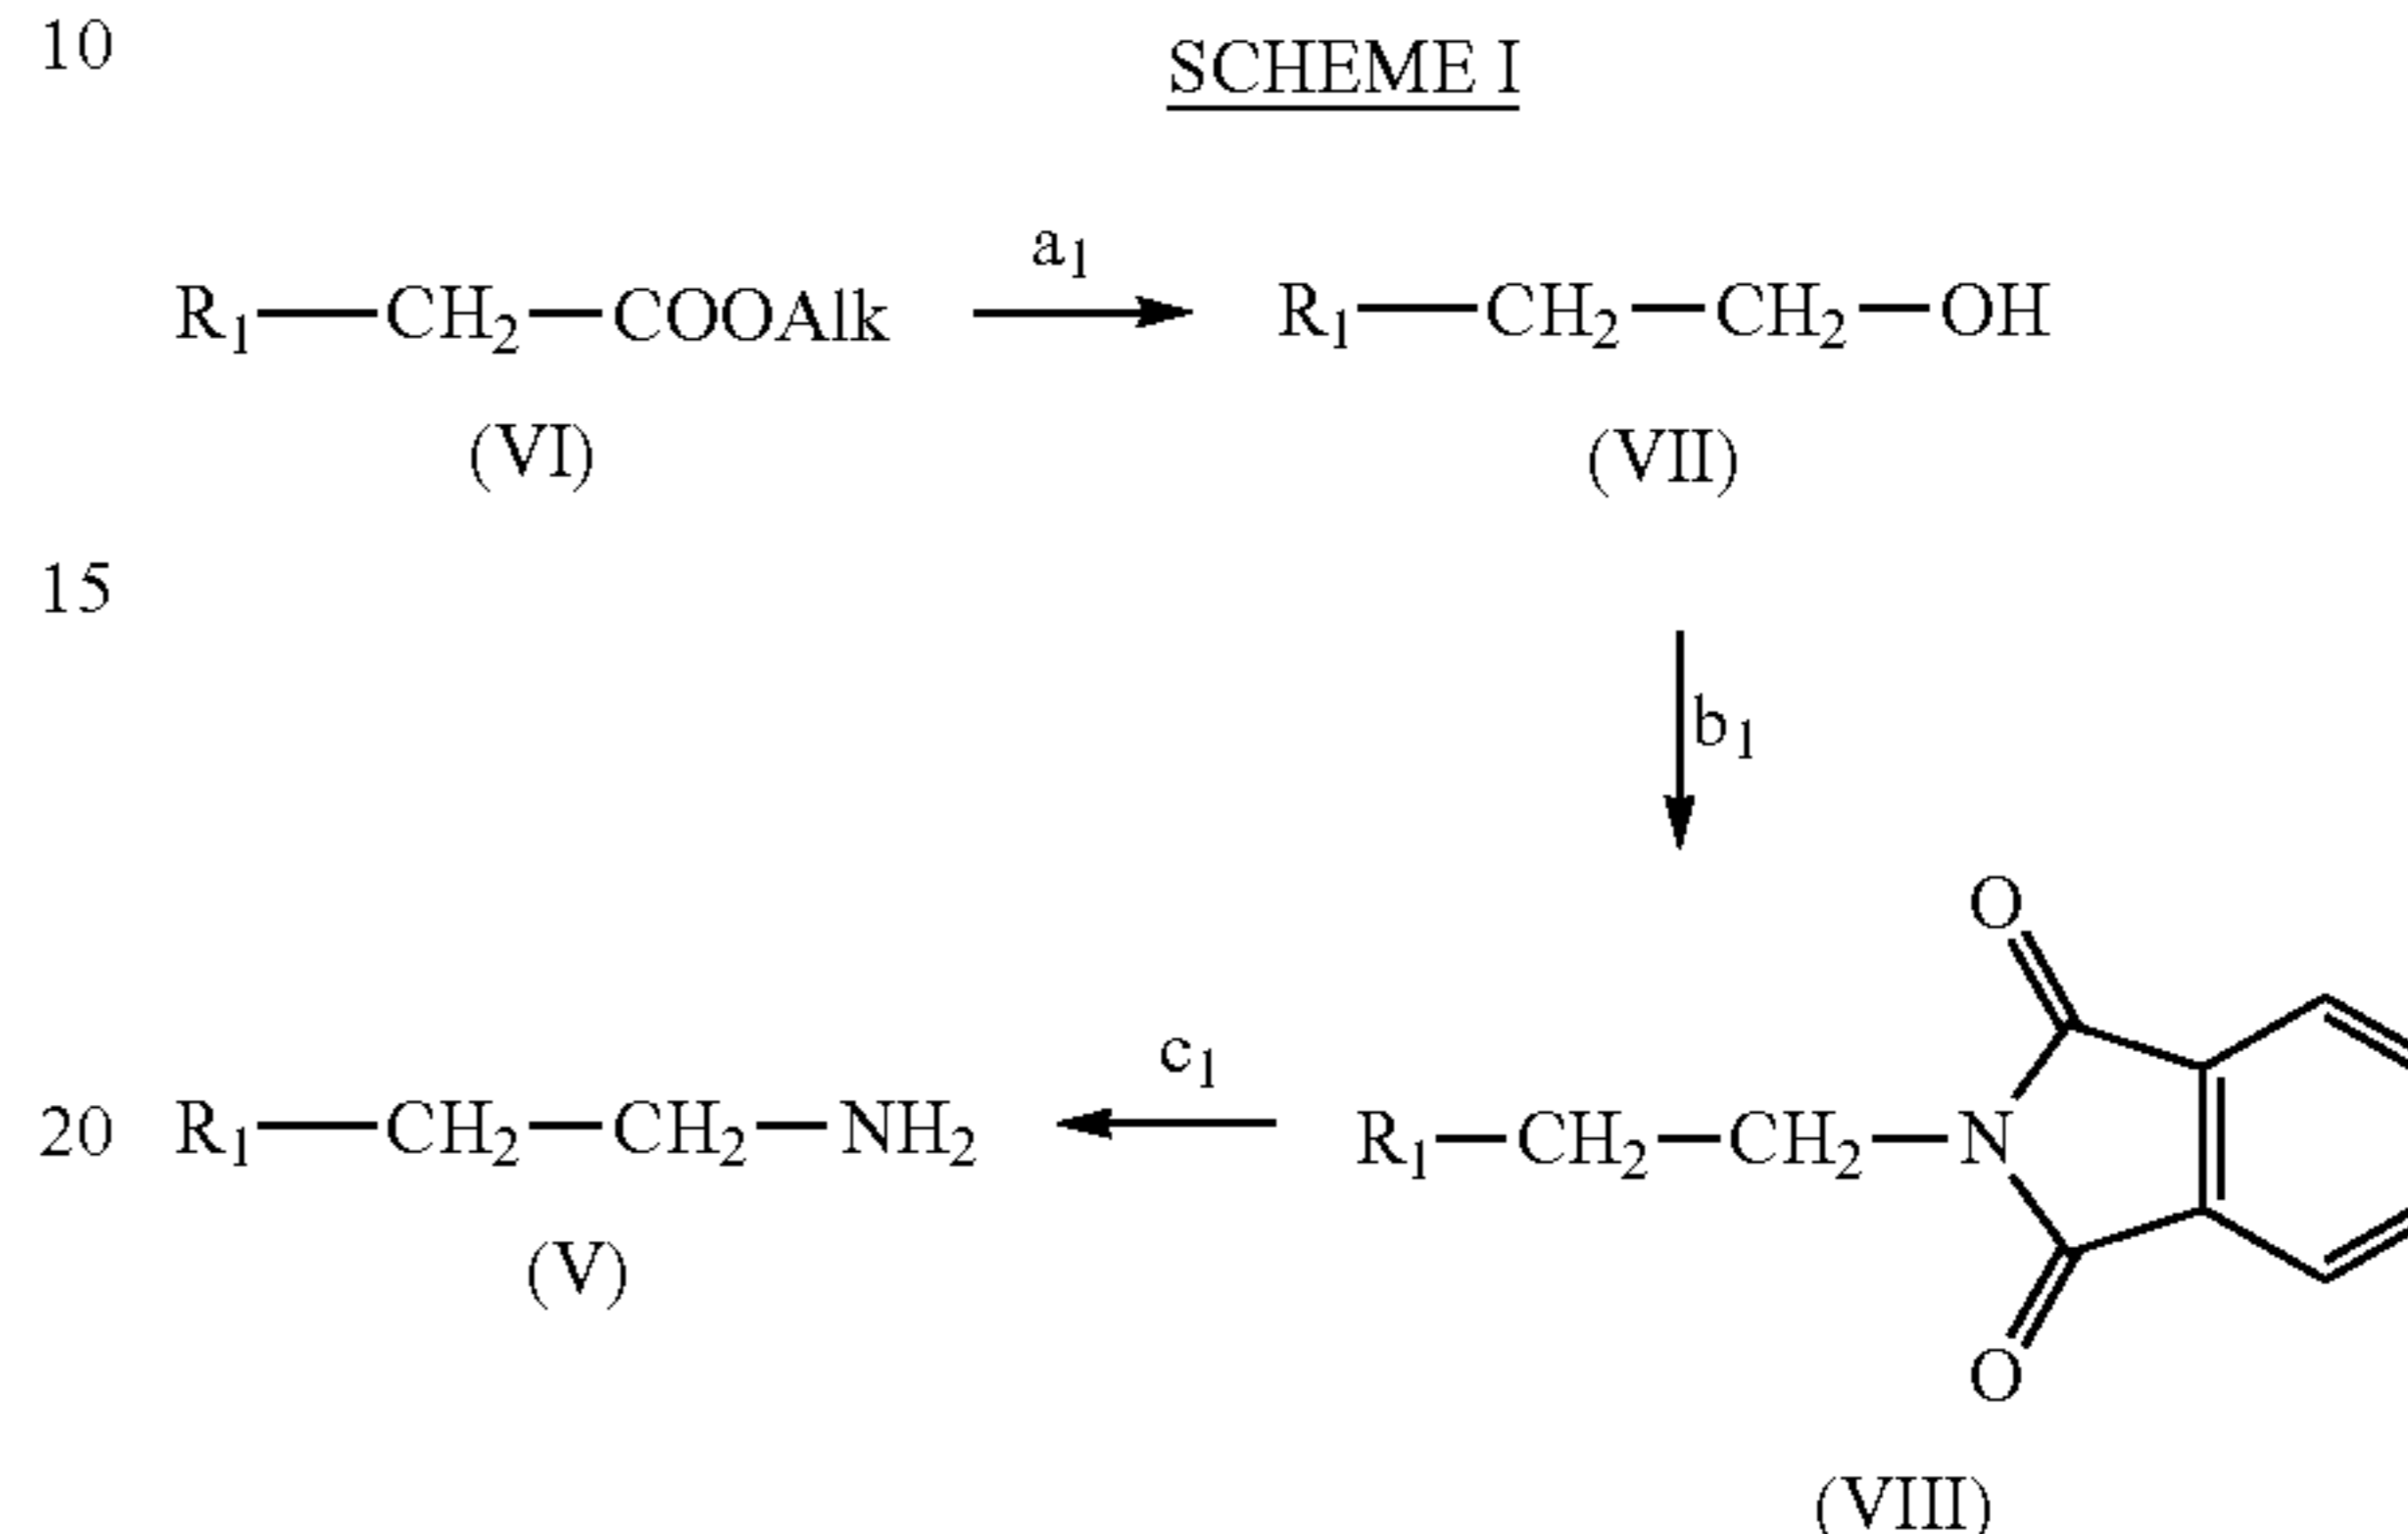 10
SCHEME I
a1
R1—CH2—COOAlk
R1—CH2—CH2—OH
(VI)
(VII)
15
b1
O
c1
20
R1—CH2—CH2—NH2
R1—CH2—CH2—N
(V)
O
(VIII)